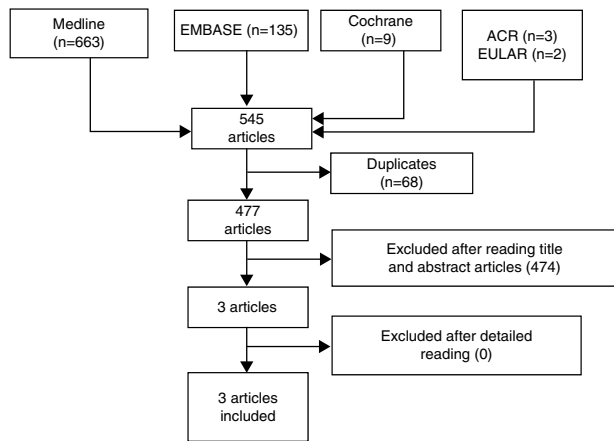 Medline
(n=663)
EMBASE (n=135)
Cochrane
(n=9)
ACR (n=3)
EULAR (n=2)
545
articles
Duplicates
(n=68)
477
articles
Excluded after reading title
and abstract articles (474)
3 articles
Excluded after detailed
reading (0)
3 articles
included